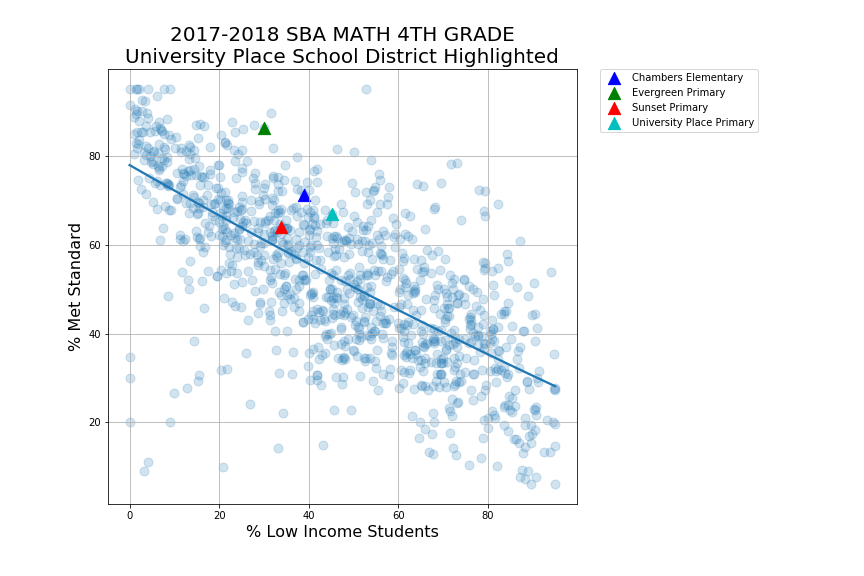 2017-2018 SBA MATH 4TH GRADE
University Place School District Highlighted
Chambers Elementary
Evergreen Primary
Sunset Primary
University Place Primary
% Met Standard
80
60
40
20
0 20 40 60 80
% Low Income Students